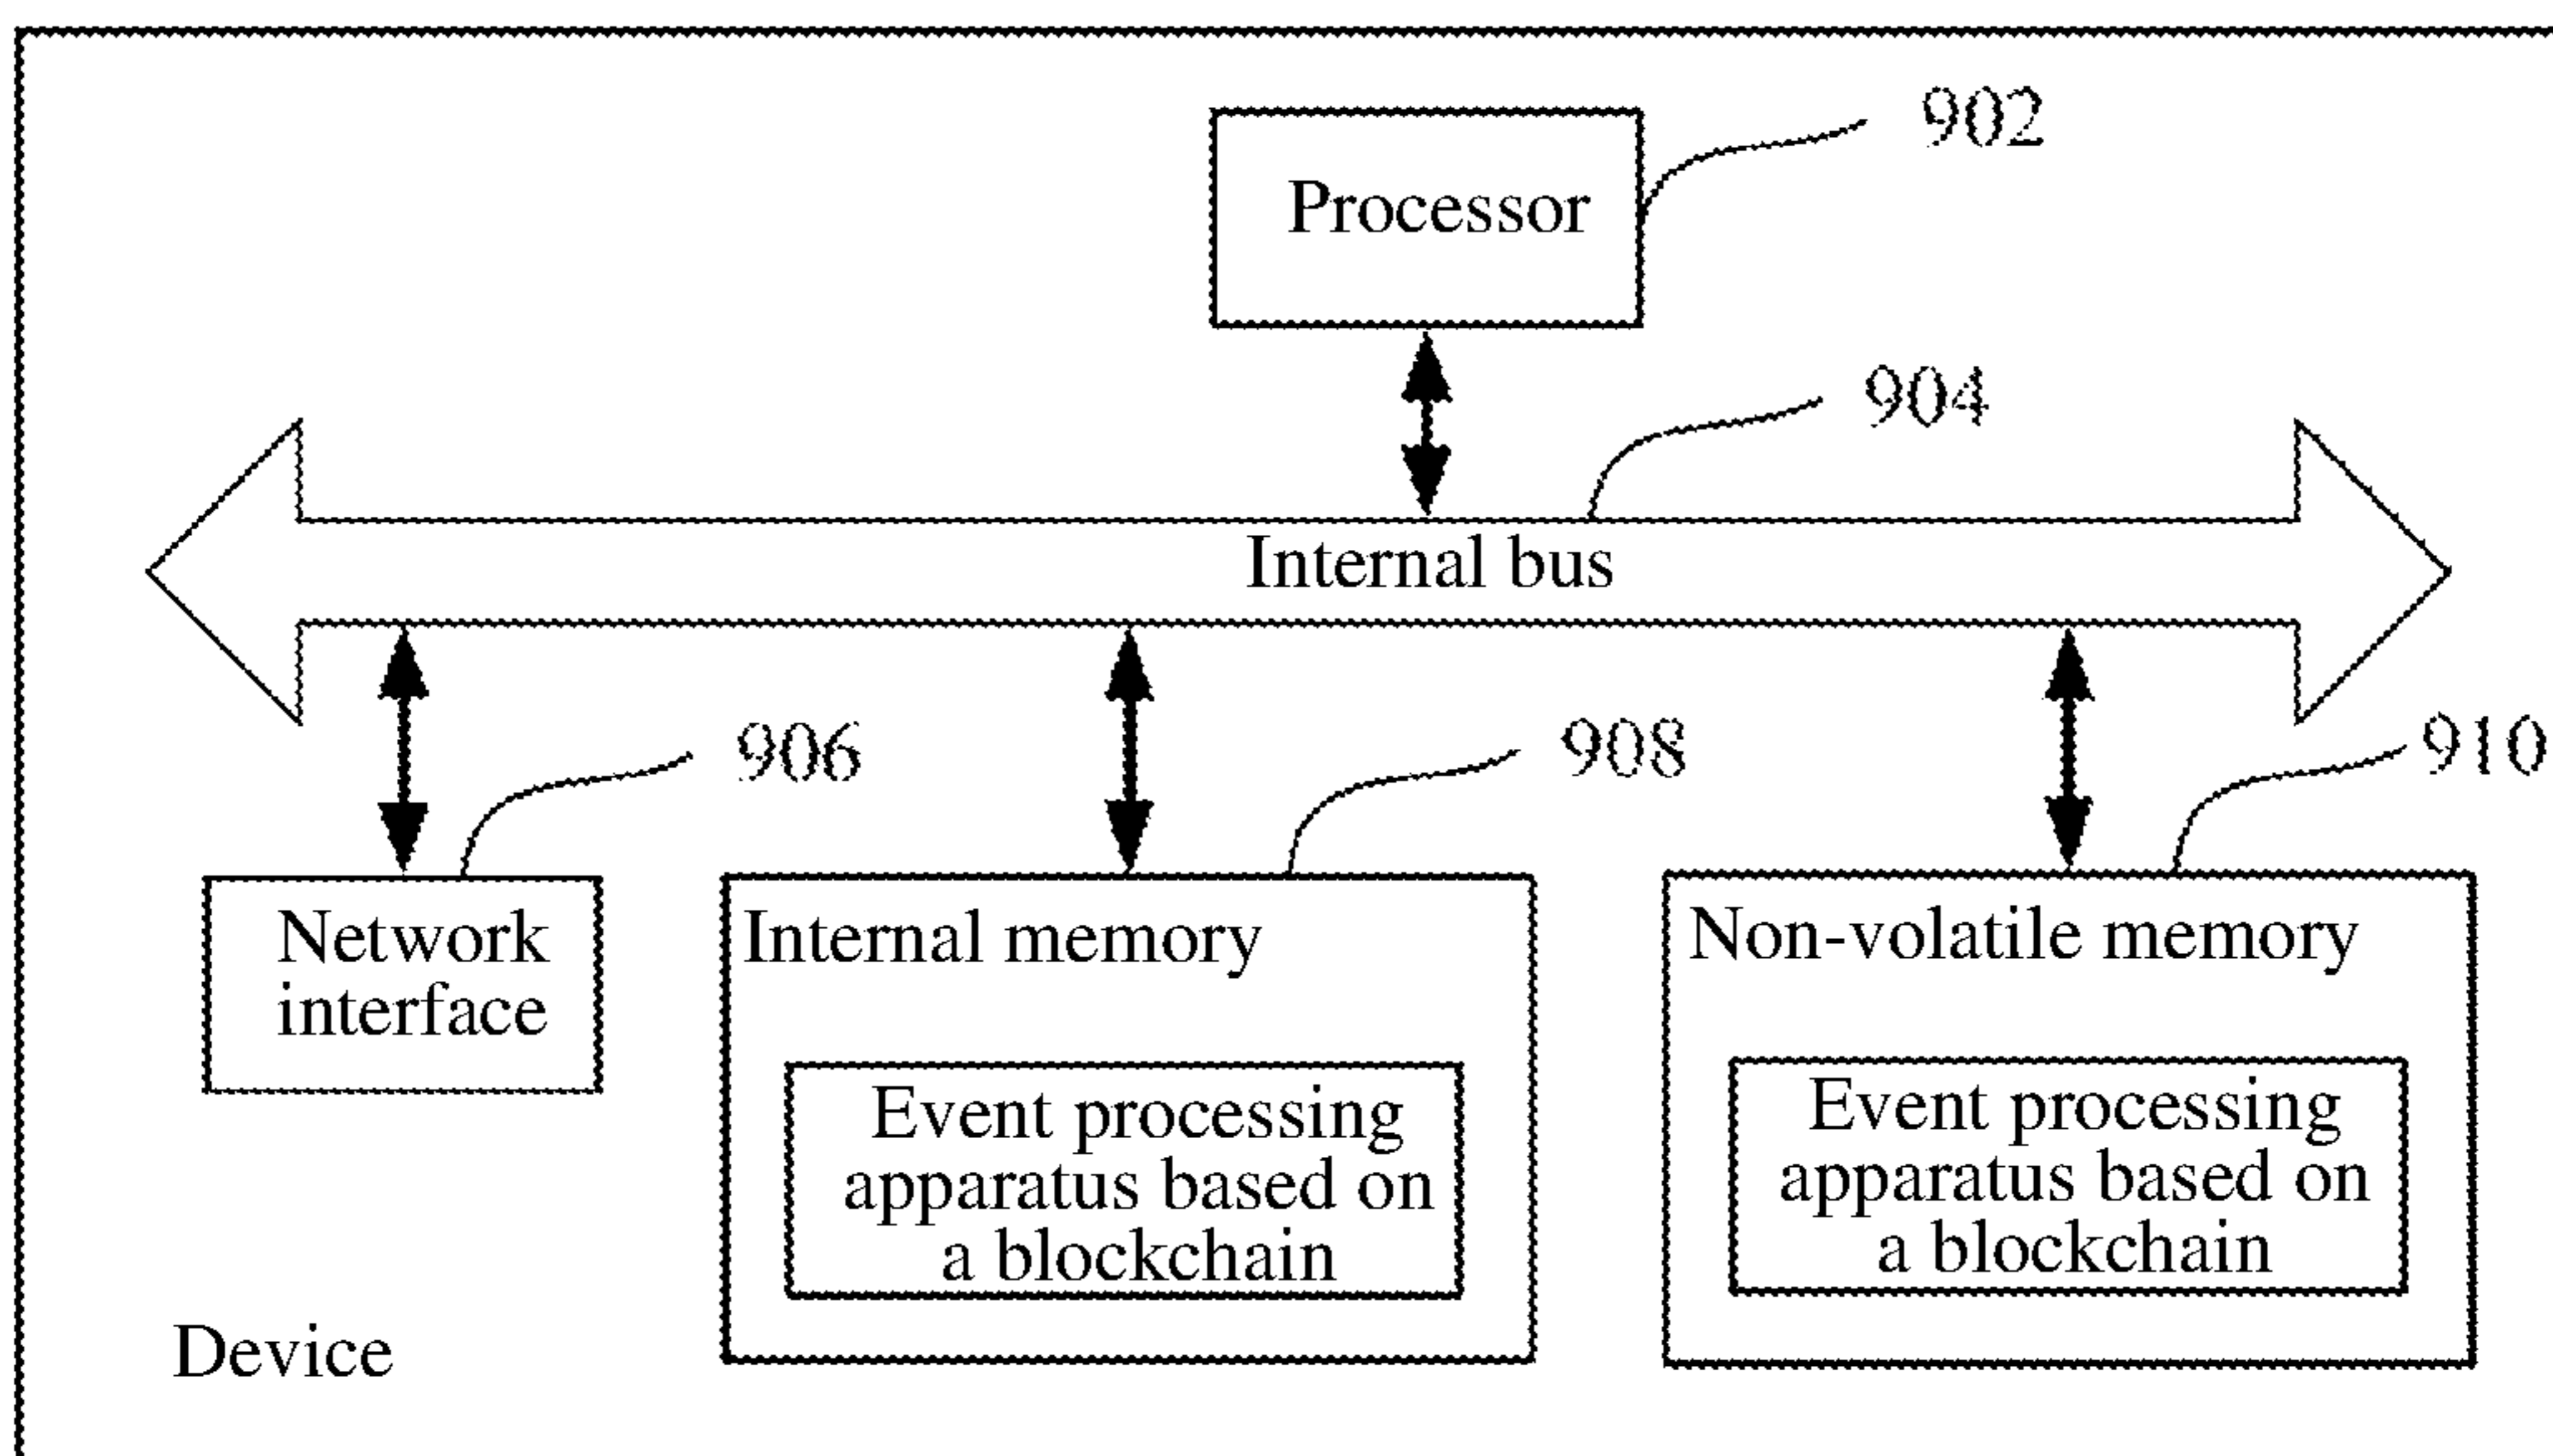 902
Processor
904
Internal bus
906
908
910
Network
interface
Internal memory
Event processing
apparatus based on
a blockchain
Non-volatile memory
Event processing
apparatus based on
a blockchain
Device